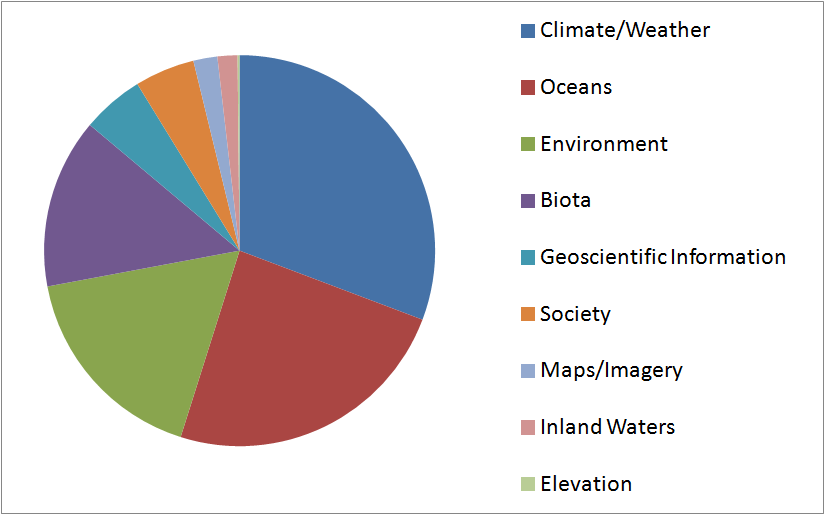 Climate/Weather
Oceans
Environment
Biota
Geoscientific Information
Society
Maps/Imagery
Inland Waters
Elevation